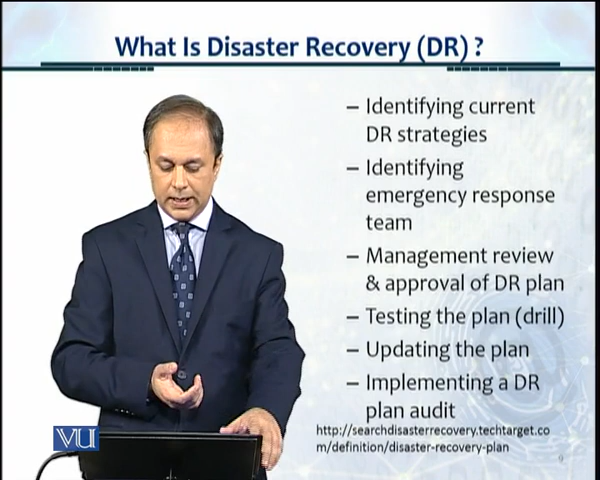 What Is Disaster Recovery (DR) ?
– Identifying current
DR strategies
– Identifying
emergency response
team
– Management review
& approval of DR plan
– Testing the plan (drill)
– Updating the plan
– Implementing a DR
plan audit
http://searchdisasterrecovery.techtarget.co
m/definition/disaster-recovery-plan
VU
9